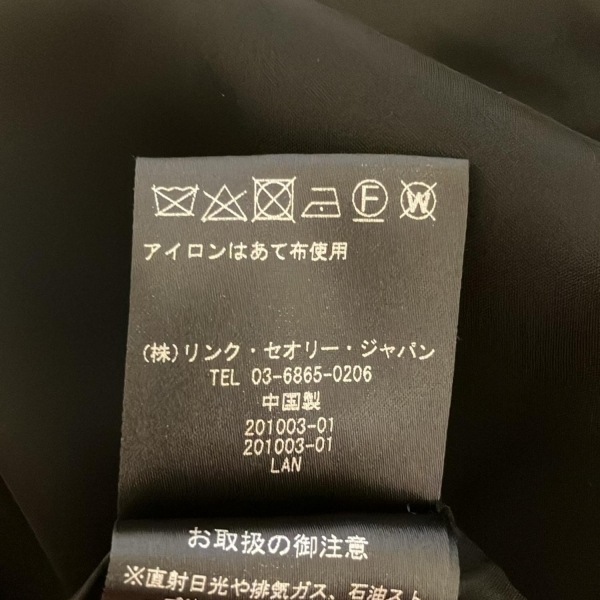 F W
アイロンはあて布使用
(株)リンク・セオリー・ジャパン
TEL 03-6865-0206
中国製
201003-01
201003-01
LAN
お取扱の御注意
※直射日光や排気ガス、石油スト